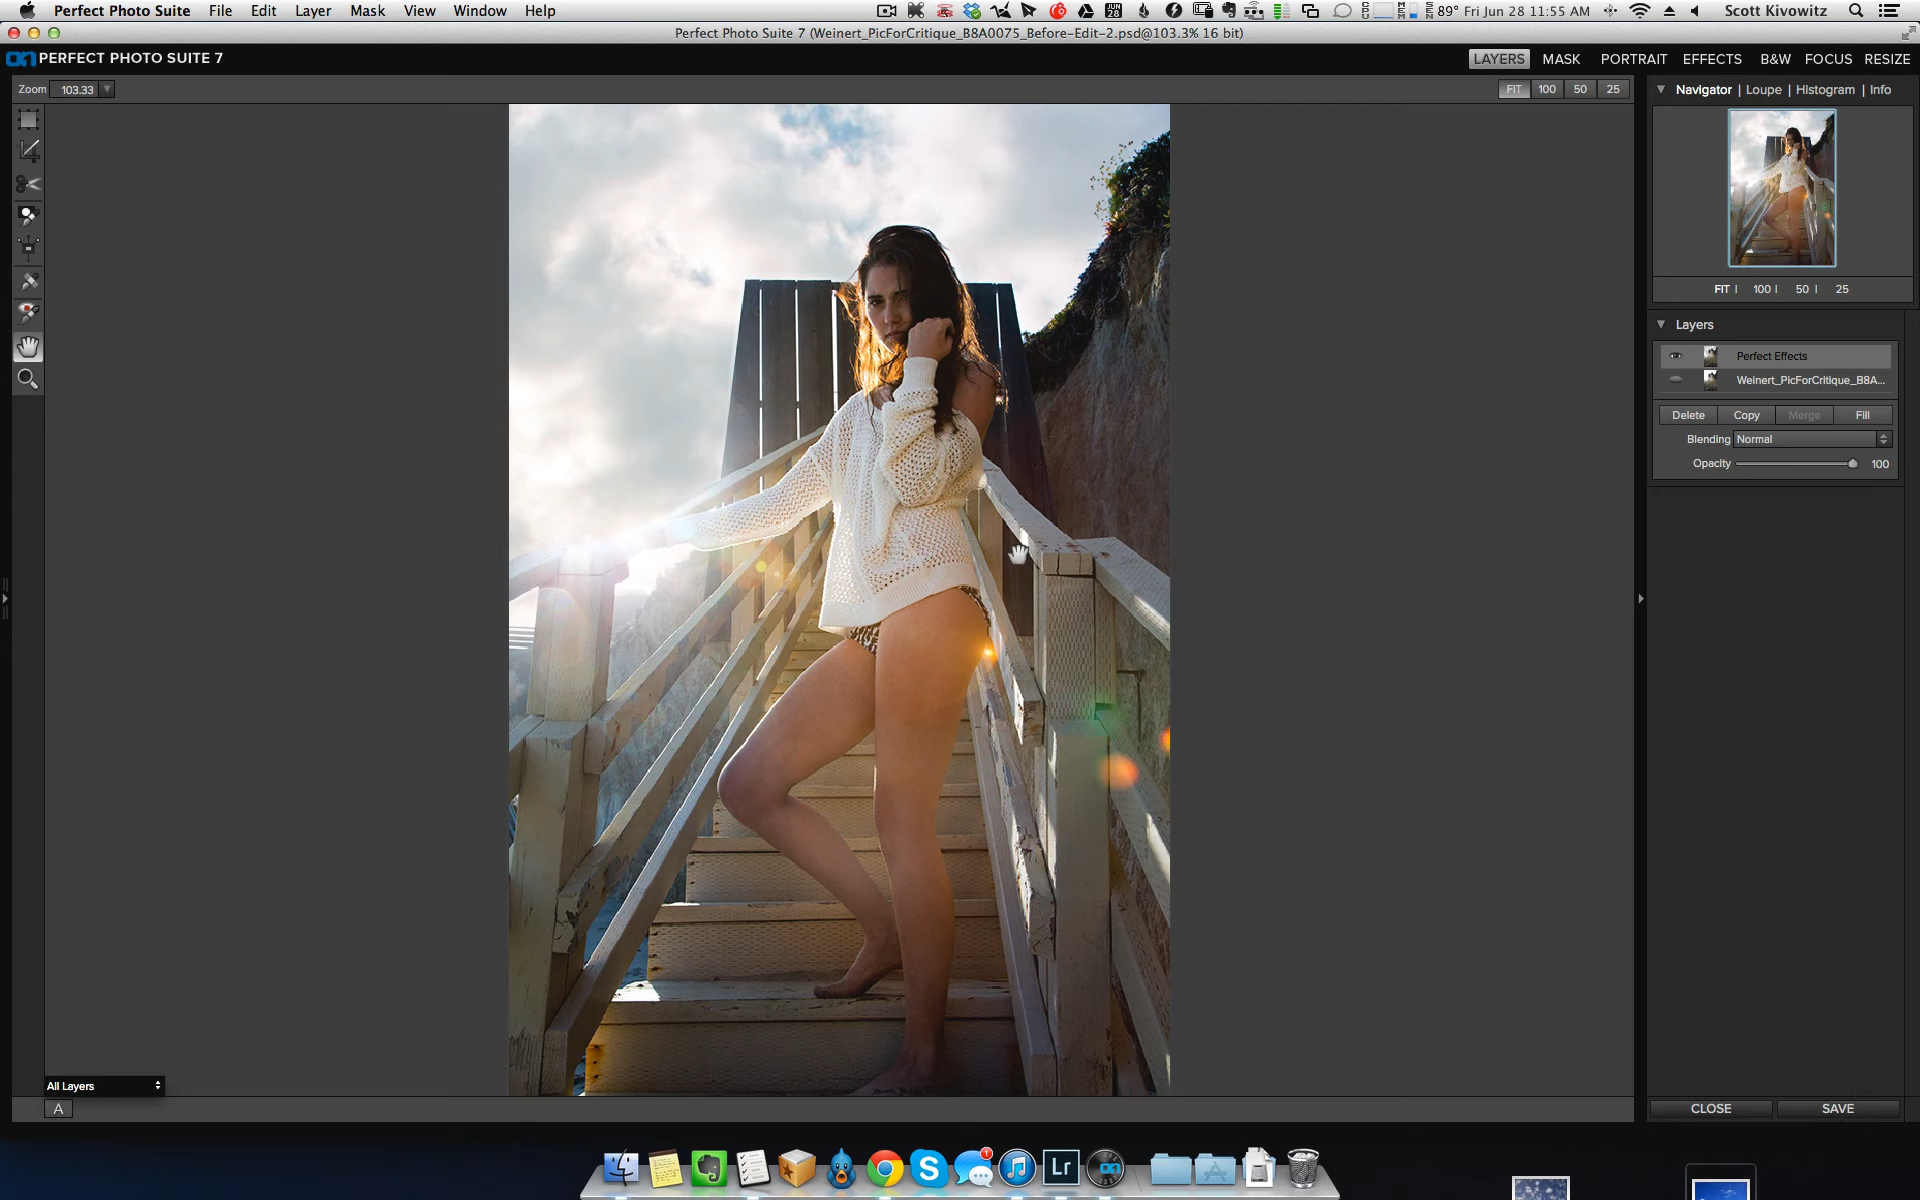 Perfect Photo Suite File Edit Layer Mask View Window Help 89° Fri Jun 28 11:55 AM Scott Kivowitz
Perfect Photo Suite 7 (Weinert_PicForCritique_B8A0075_Before-Edit-2.psd@103.3% 16 bit)
on PERFECT PHOTO SUITE 7 LAYERS MASK PORTRAIT EFFECTS B&W FOCUS RESIZE
Zoom 103.33 FIT 100 50 25
Navigator | Loupe | Histogram | Info
FIT | 100 | 50 | 25
Layers
Perfect Effects
Weinert_PicForCritique_B8A...
Delete Copy Merge Fill
Blending Normal
Opacity 100
All Layers
A
CLOSE SAVE
Lr on